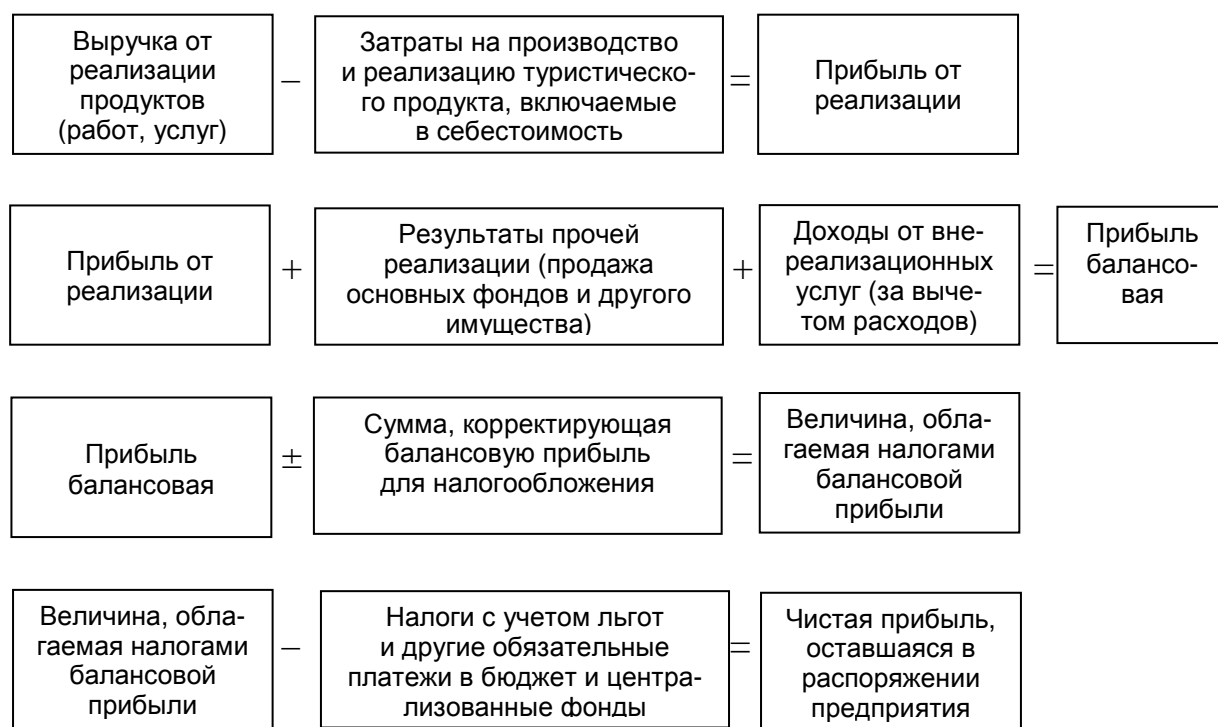 Выручка от
реализации
продуктов
(работ, услуг)
−
Затраты на производство
и реализацию туристическо-
го продукта, включаемые
в себестоимость
=
Прибыль от
реализации
Прибыль от
реализации
+
Результаты прочей
реализации (продажа
основных фондов и другого
имущества)
+
Доходы от вне-
реализационных
услуг (за выче-
том расходов)
=
Прибыль
балансо-
вая
Прибыль
балансовая
±
Сумма, корректирующая
балансовую прибыль
для налогообложения
=
Величина, обла-
гаемая налогами
балансовой
прибыли
Величина, обла-
гаемая налогами
балансовой
прибыли
−
Налоги с учетом льгот
и другие обязательные
платежи в бюджет и центра-
лизованные фонды
=
Чистая прибыль,
оставшаяся в
распоряжении
предприятия